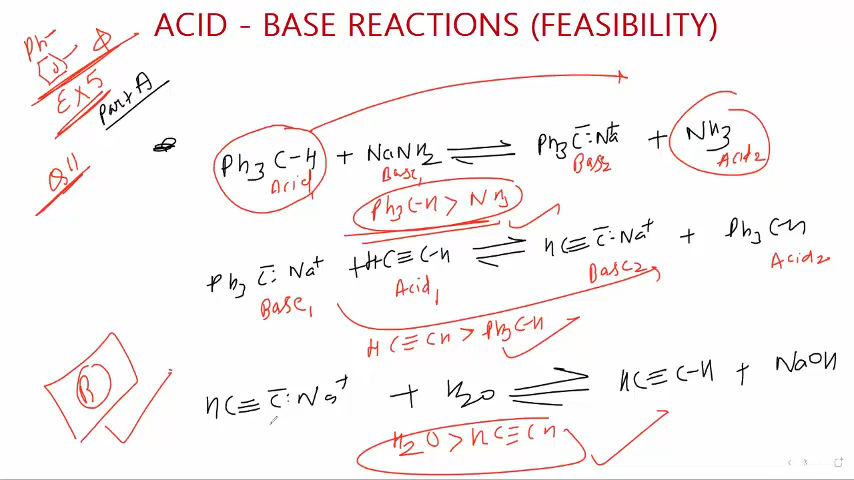 ACID - BASE REACTIONS (FEASIBILITY)
Ph⁻
EX5
Part A
Q11
Ph₃C-H + NaNH₂ ⇌ Ph₃C̄:Na⁺ + NH₃
Acid₁ Base₁ Base₂ Acid₂
Ph₃C-H > NH₃
Ph₃C̄: Na⁺ + HC≡C-H ⇌ HC≡C̄:Na⁺ + Ph₃C-H
Base₁ Acid₁ Base₂ Acid₂
HC≡CH > Ph₃C-H
B
HC≡C̄:Na⁺ + H₂O ⇌ HC≡C-H + NaOH
H₂O > HC≡CH